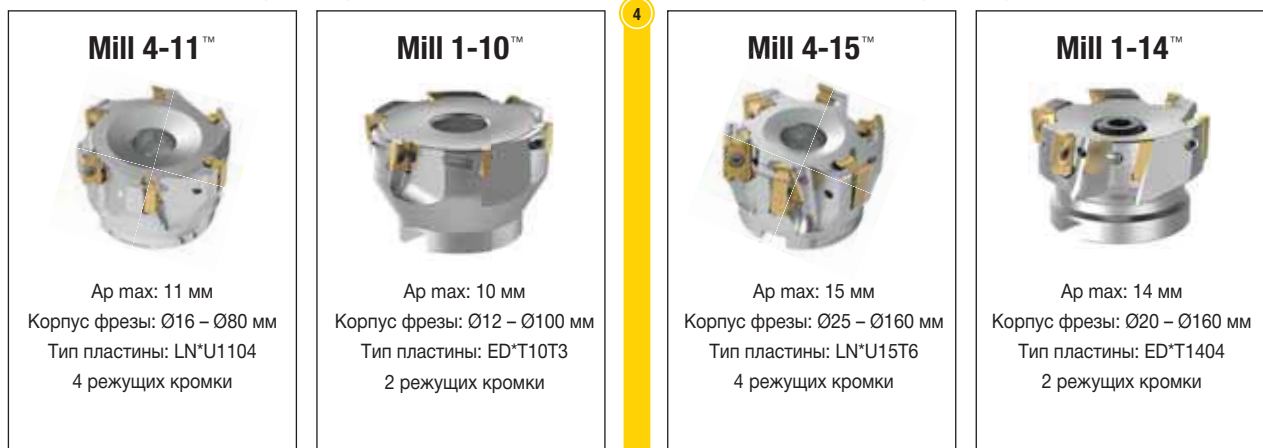 4
Mill 4-11™
Ap max: 11 мм
Корпус фрезы: Ø16 – Ø80 мм
Тип пластины: LN*U1104
4 режущих кромки
Mill 1-10™
Ap max: 10 мм
Корпус фрезы: Ø12 – Ø100 мм
Тип пластины: ED*T10T3
2 режущих кромки
Mill 4-15™
Ap max: 15 мм
Корпус фрезы: Ø25 – Ø160 мм
Тип пластины: LN*U15T6
4 режущих кромки
Mill 1-14™
Ap max: 14 мм
Корпус фрезы: Ø20 – Ø160 мм
Тип пластины: ED*T1404
2 режущих кромки